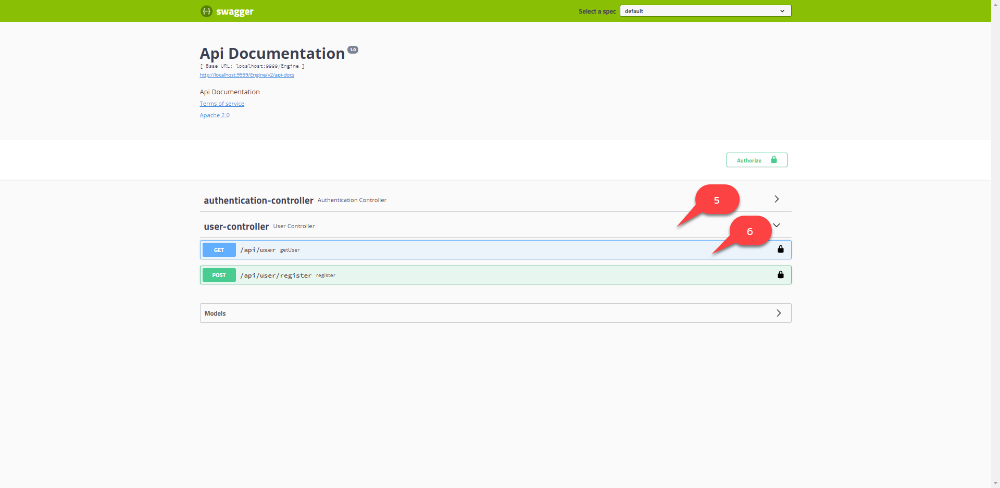 swagger
Select a spec
default
Api Documentation 1.0
[ Base URL: localhost:9999/Engine ]
http://localhost:9999/Engine/v2/api-docs
Api Documentation
Terms of service
Apache 2.0
Authorize
authentication-controller Authentication Controller
5
user-controller User Controller
6
GET /api/user getUser
POST /api/user/register register
Models